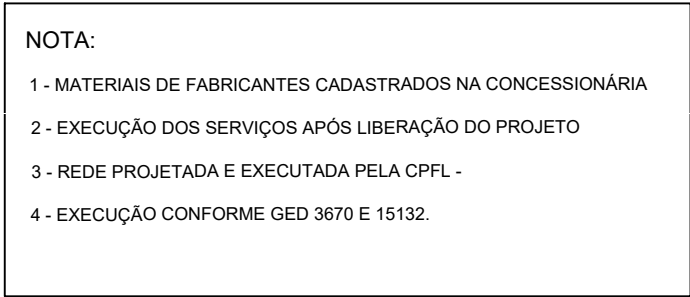 NOTA:
1 - MATERIAIS DE FABRICANTES CADASTRADOS NA CONCESSIONÁRIA
2 - EXECUÇÃO DOS SERVIÇOS APÓS LIBERAÇÃO DO PROJETO
3 - REDE PROJETADA E EXECUTADA PELA CPFL -
4 - EXECUÇÃO CONFORME GED 3670 E 15132.